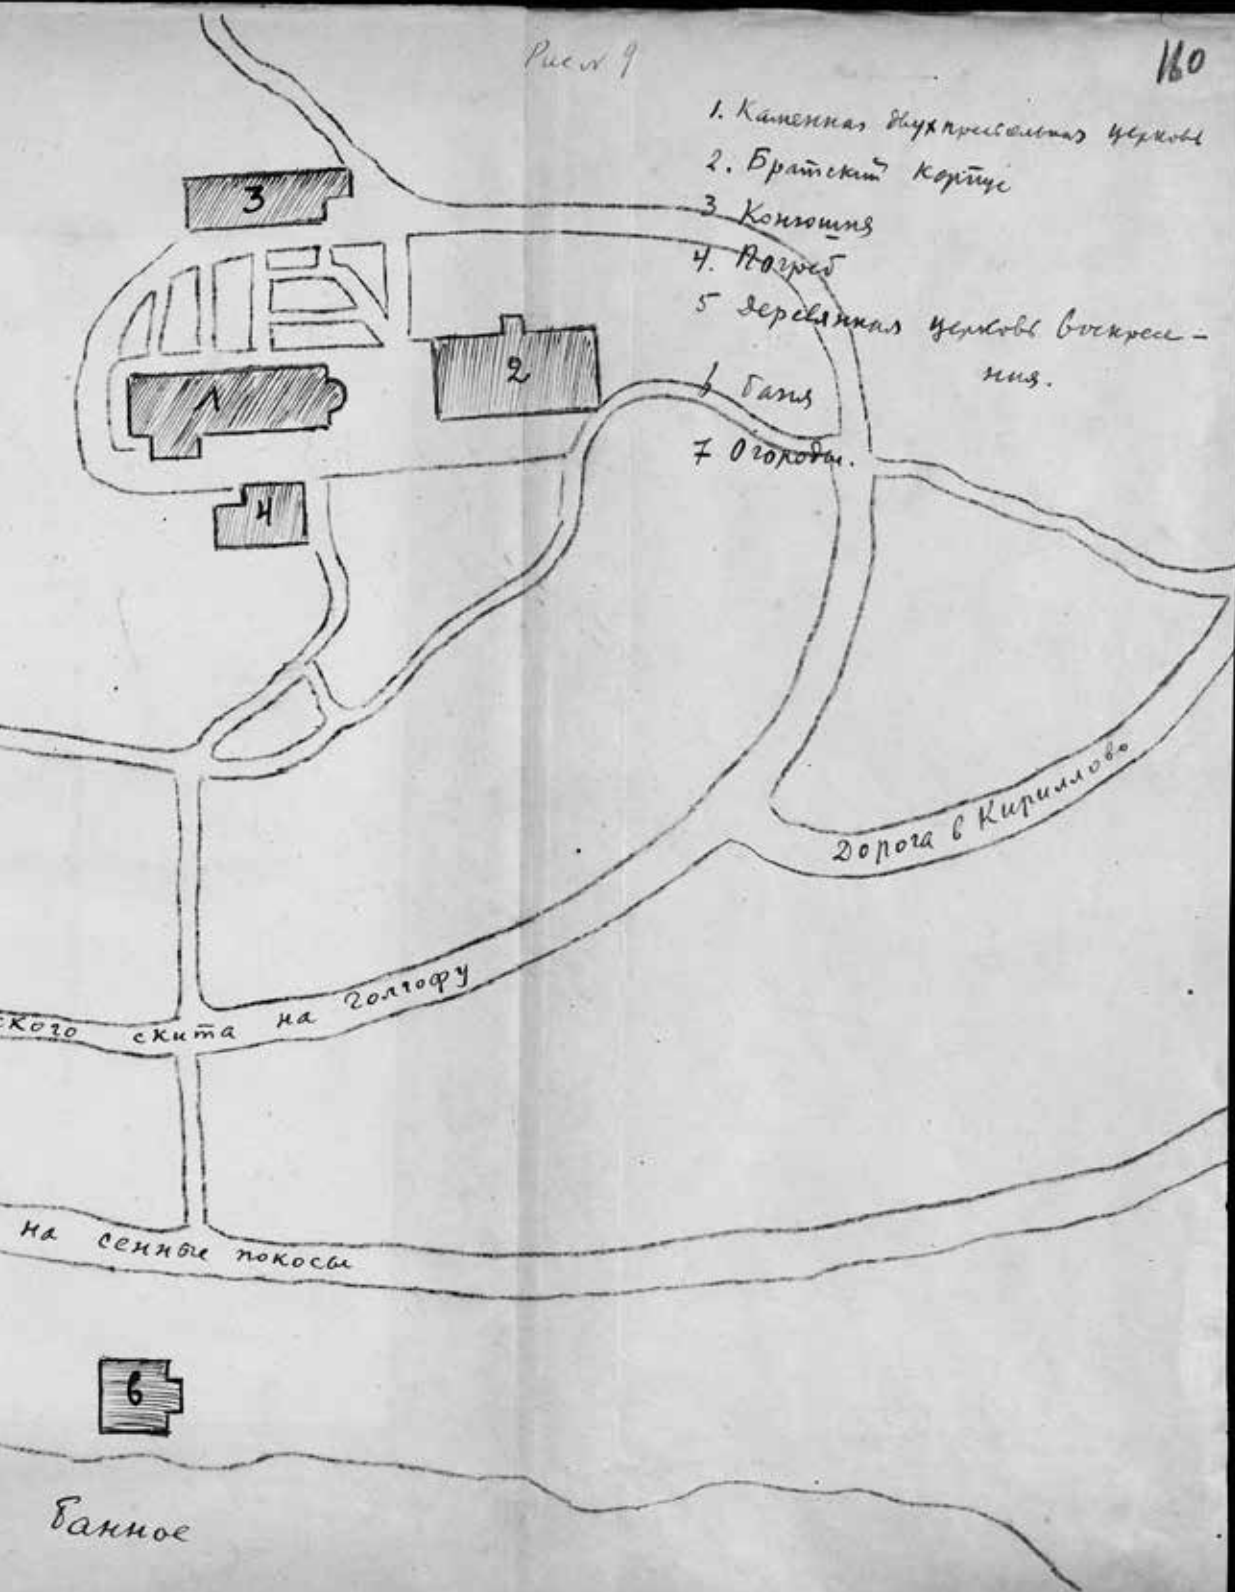 Рис № 9
160
1. Каменная двухпрестольная церковь
2. Братский корпус
3 Конюшня
4. Погреб
5 Деревянная церковь воскресе-
ния.
6 Баня
7 Огороды.
3
1
2
4
Дорога в Кириллово
ского скита на Голгофу
на сенные покосы
6
Банное